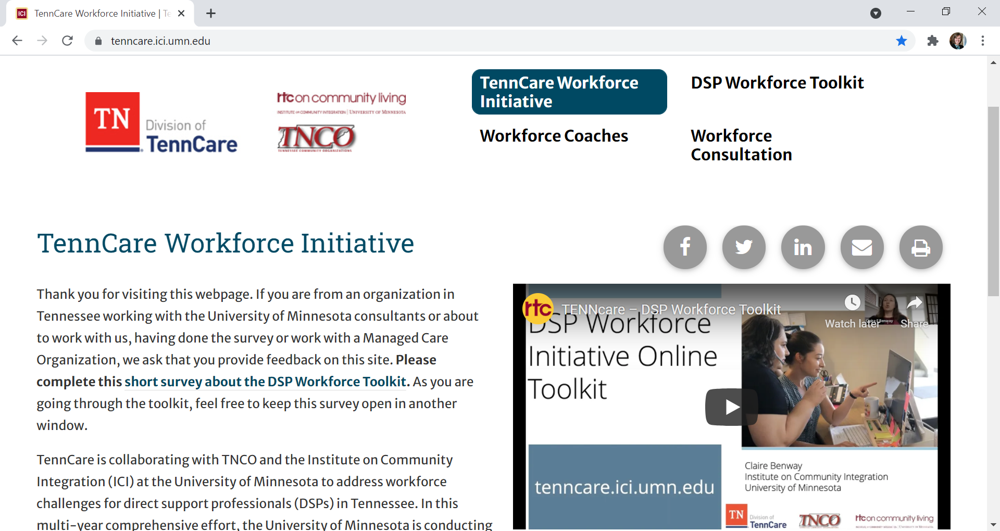 TennCare Workforce Initiative | Te
tenncare.ici.umn.edu
TN
Division of
TennCare
rtc on community living
INSTITUTE on COMMUNITY INTEGRATION | UNIVERSITY OF MINNESOTA
TNCO
TENNESSEE COMMUNITY ORGANIZATIONS
TennCare Workforce
Initiative
DSP Workforce Toolkit
Workforce Coaches
Workforce
Consultation
TennCare Workforce Initiative
Thank you for visiting this webpage. If you are from an organization in
Tennessee working with the University of Minnesota consultants or about
to work with us, having done the survey or work with a Managed Care
Organization, we ask that you provide feedback on this site. Please
complete this short survey about the DSP Workforce Toolkit. As you are
going through the toolkit, feel free to keep this survey open in another
window.
TennCare is collaborating with TNCO and the Institute on Community
Integration (ICI) at the University of Minnesota to address workforce
challenges for direct support professionals (DSPs) in Tennessee. In this
multi-year comprehensive effort, the University of Minnesota is conducting
rtc
TENNcare – DSP Workforce Toolkit
Watch later
Share
DSP Workforce
Initiative Online
Toolkit
tenncare.ici.umn.edu
Claire Benway
Institute on Community Integration
University of Minnesota
TN
Division of
TennCare
TNCO
rtc on community living